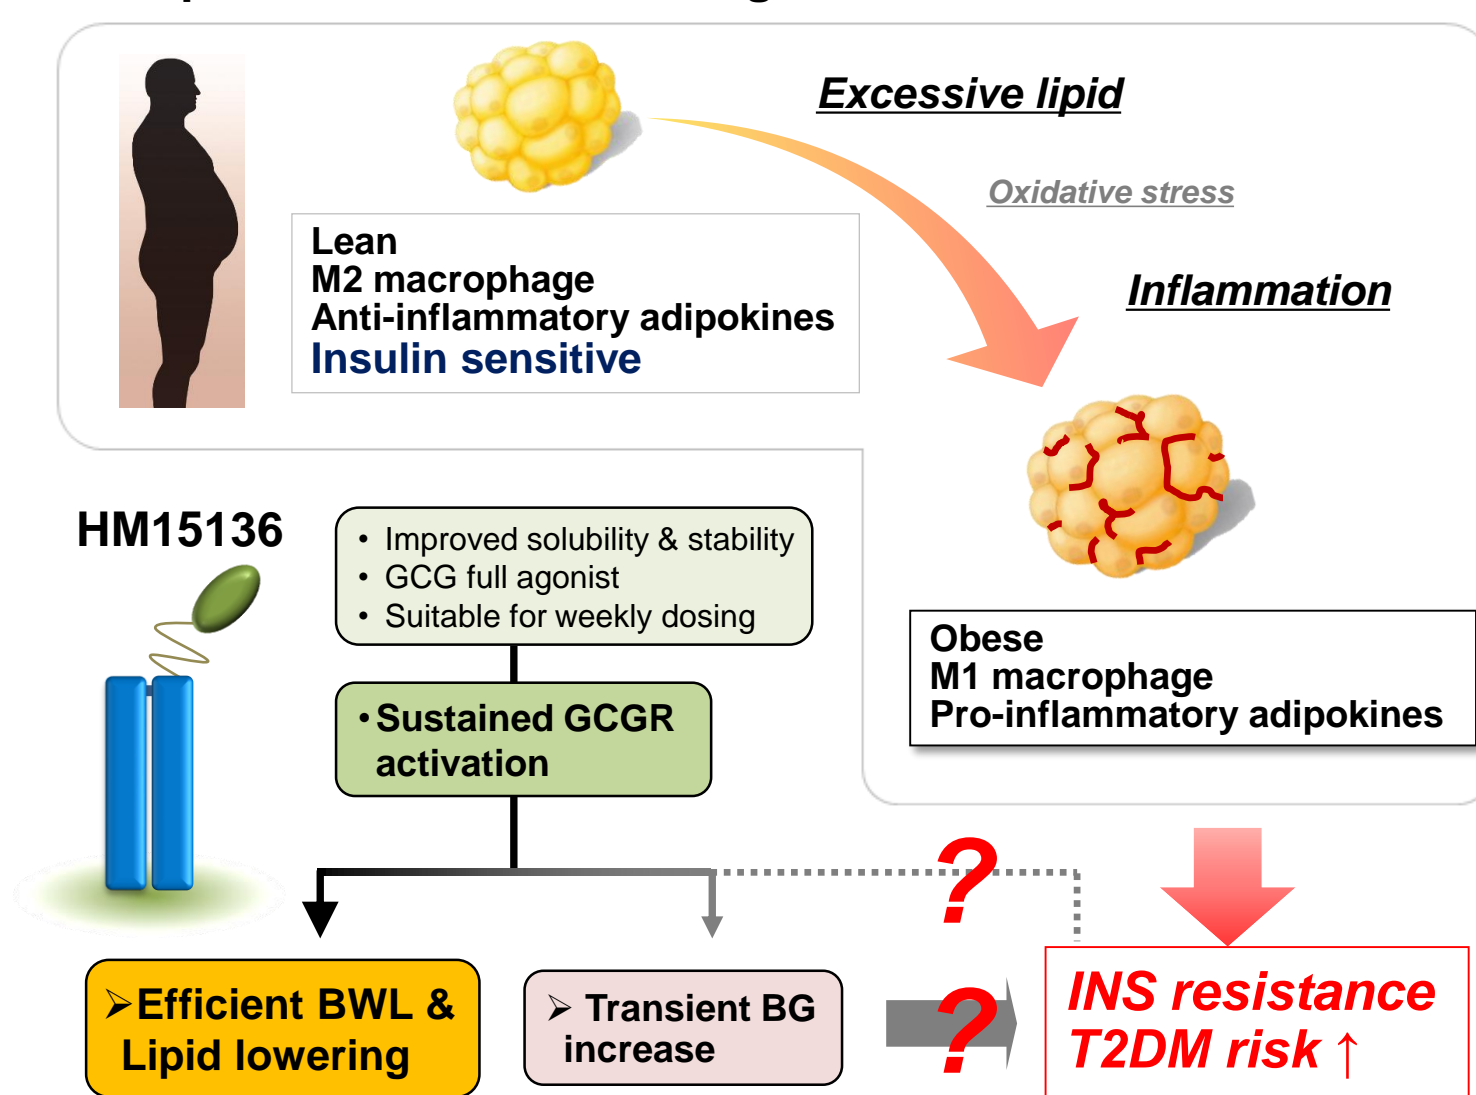 Excessive lipid
Oxidative stress
Inflammation
Lean
M2 macrophage
Anti-inflammatory adipokines
Insulin sensitive
HM15136
• Improved solubility & stability
• GCG full agonist
• Suitable for weekly dosing
Obese
M1 macrophage
Pro-inflammatory adipokines
• Sustained GCGR
activation
?
?
➢Efficient BWL &
Lipid lowering
➢ Transient BG
increase
INS resistance
T2DM risk ↑